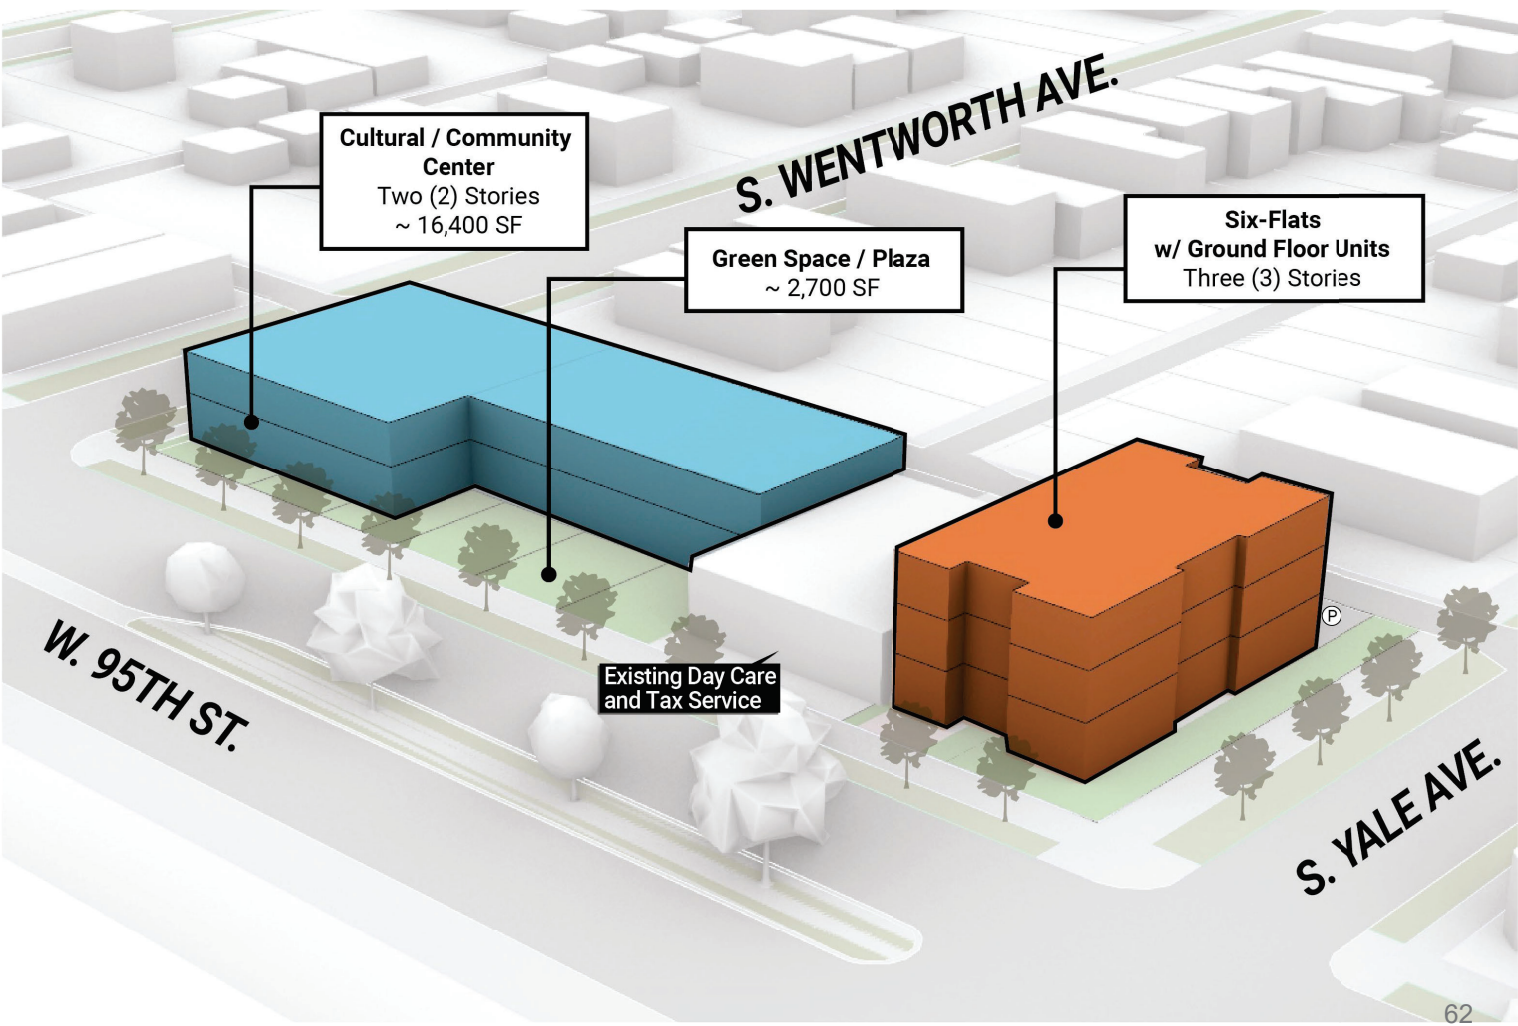 S. WENTWORTH AVE.
Cultural / Community
Center
Two (2) Stories
~ 16,400 SF
Green Space / Plaza
~ 2,700 SF
Six-Flats
w/ Ground Floor Units
Three (3) Stories
P
Existing Day Care
and Tax Service
W. 95TH ST.
S. YALE AVE.
62